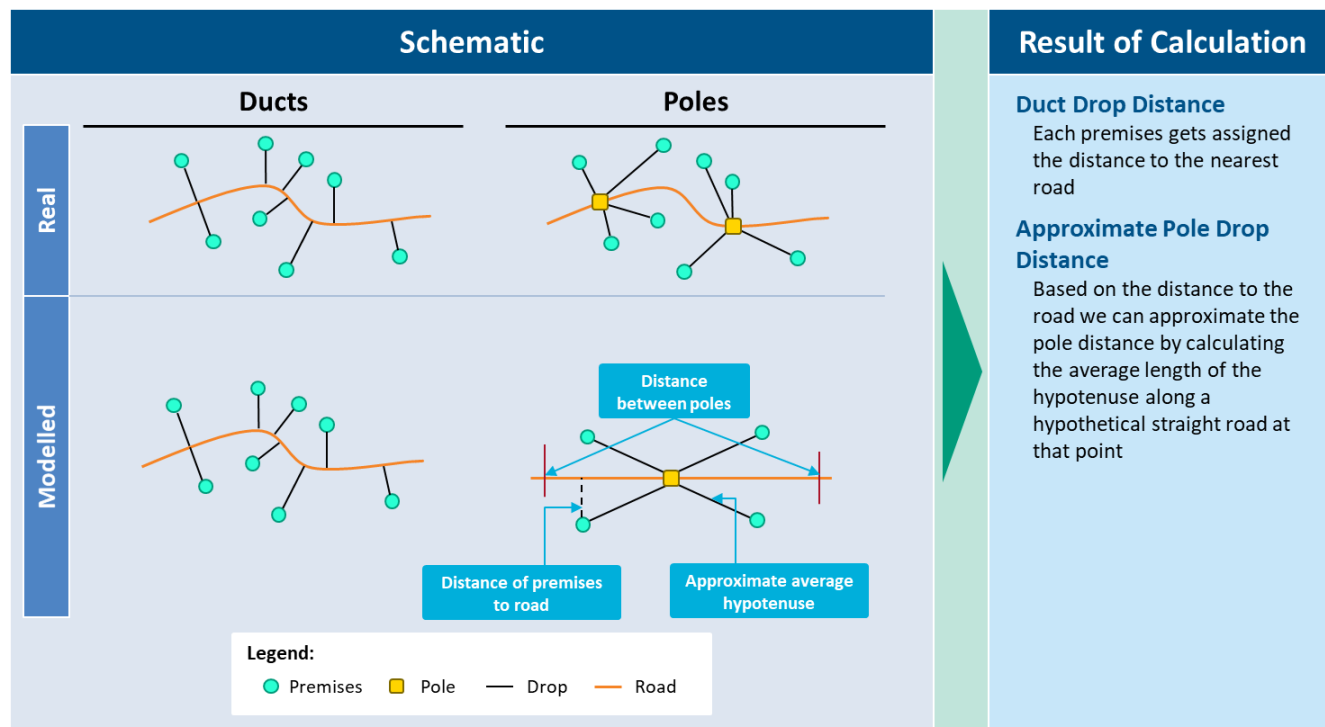 Schematic
Result of Calculation
Ducts
Poles
Real
Modelled
Distance
between poles
Distance of premises
to road
Approximate average
hypotenuse
Legend:
Premises
Pole
Drop
Road
Duct Drop Distance
Each premises gets assigned
the distance to the nearest
road
Approximate Pole Drop
Distance
Based on the distance to the
road we can approximate the
pole distance by calculating
the average length of the
hypotenuse along a
hypothetical straight road at
that point